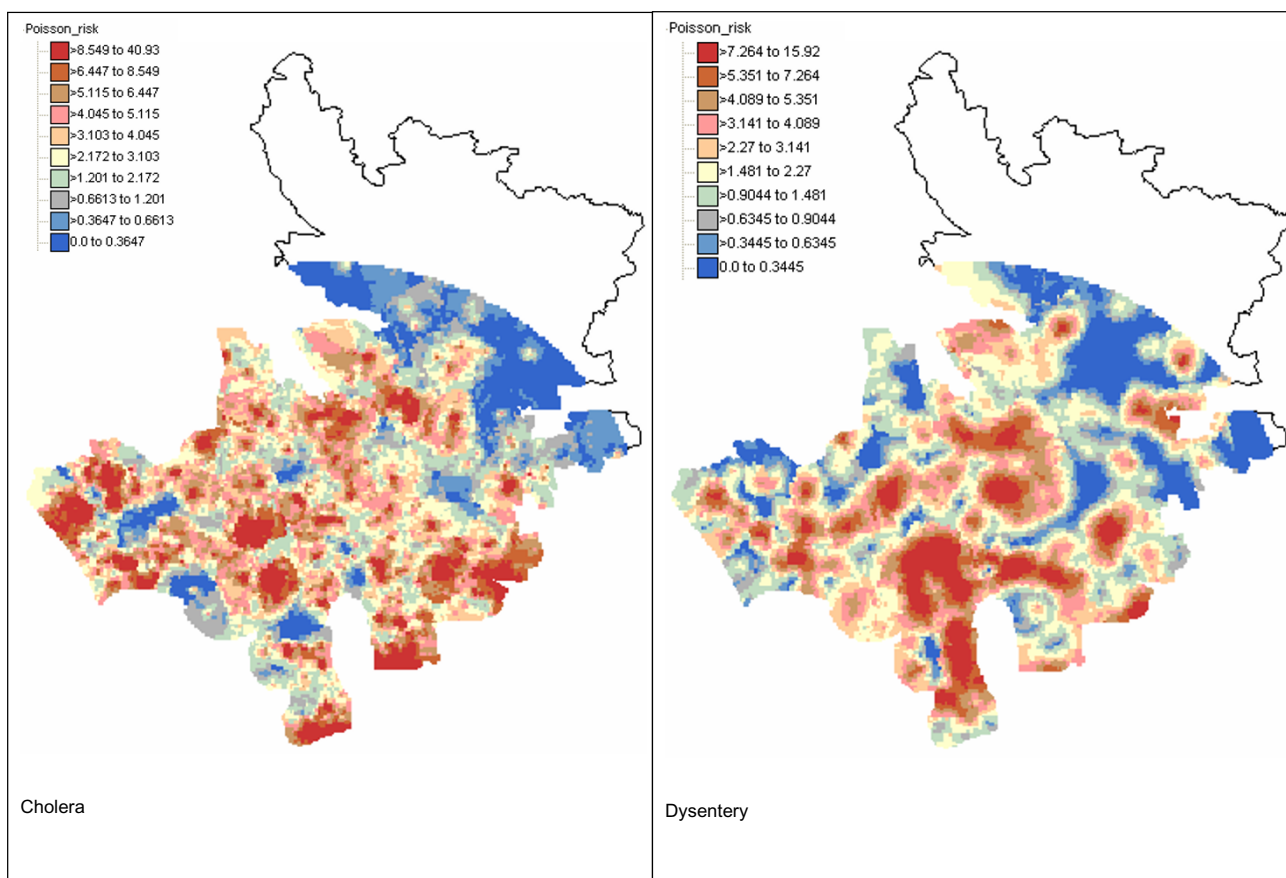 Poisson_risk
>8.549 to 40.93
>6.447 to 8.549
>5.115 to 6.447
>4.045 to 5.115
>3.103 to 4.045
>2.172 to 3.103
>1.201 to 2.172
>0.6613 to 1.201
>0.3647 to 0.6613
0.0 to 0.3647
Cholera
Poisson_risk
>7.264 to 15.92
>5.351 to 7.264
>4.089 to 5.351
>3.141 to 4.089
>2.27 to 3.141
>1.481 to 2.27
>0.9044 to 1.481
>0.6345 to 0.9044
>0.3445 to 0.6345
0.0 to 0.3445
Dysentery